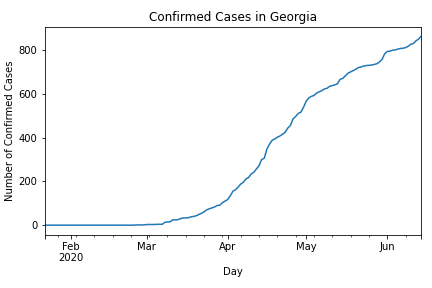 Confirmed Cases in Georgia
Number of Confirmed Cases
800
600
400
200
0
Feb
2020
Mar
Apr
May
Jun
Day